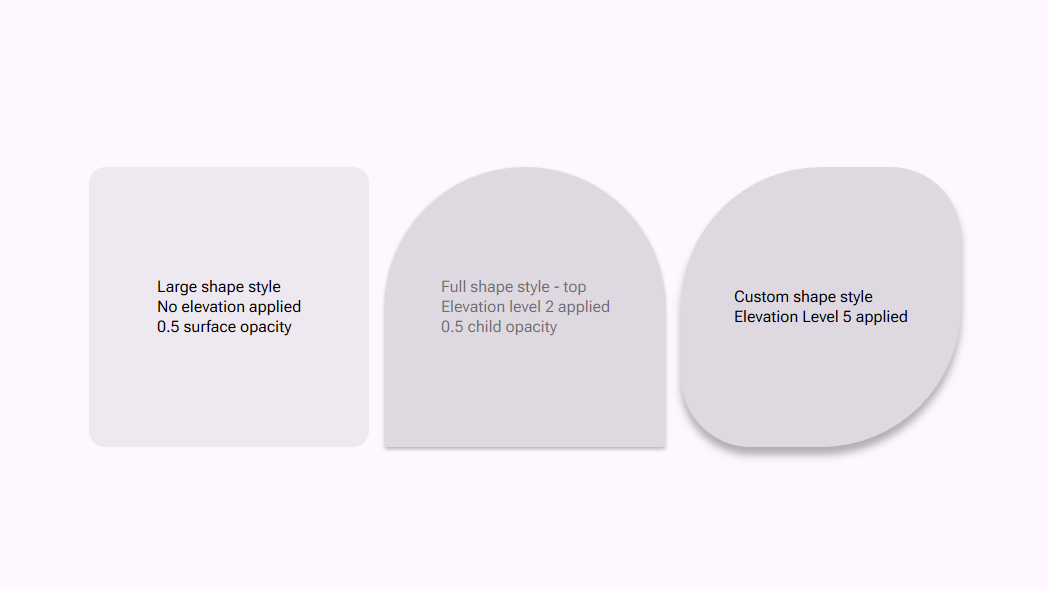 Large shape style
No elevation applied
0.5 surface opacity
Full shape style - top
Elevation level 2 applied
0.5 child opacity
Custom shape style
Elevation Level 5 applied